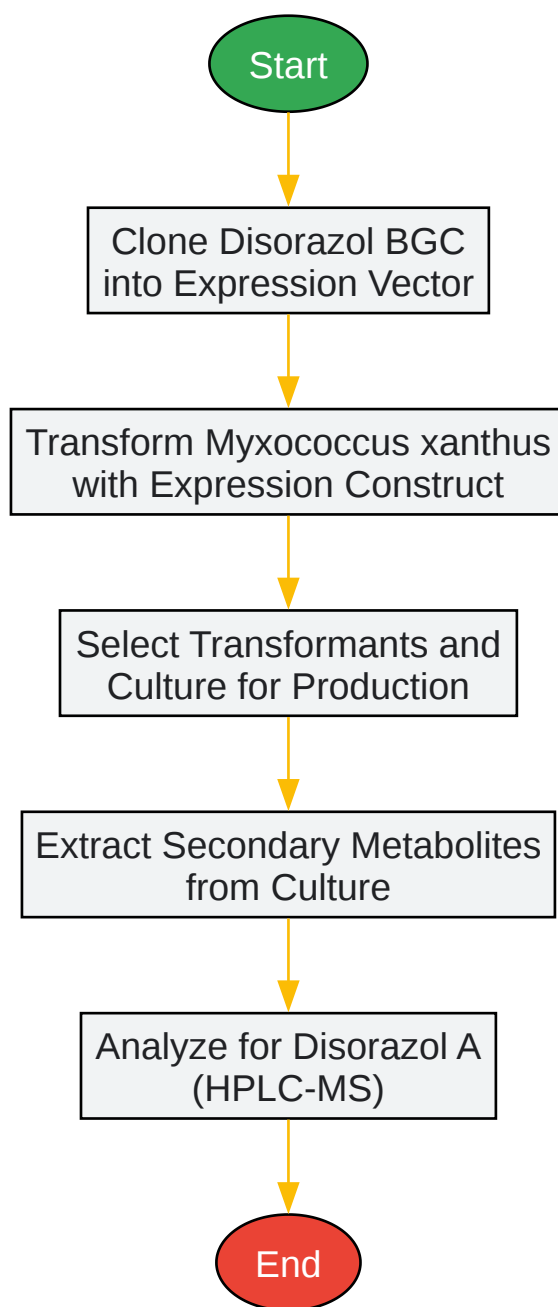 Start
Clone Disorazol BGC
into Expression Vector
Transform Myxococcus xanthus
with Expression Construct
Select Transformants and
Culture for Production
Extract Secondary Metabolites
from Culture
Analyze for Disorazol A
(HPLC-MS)
End